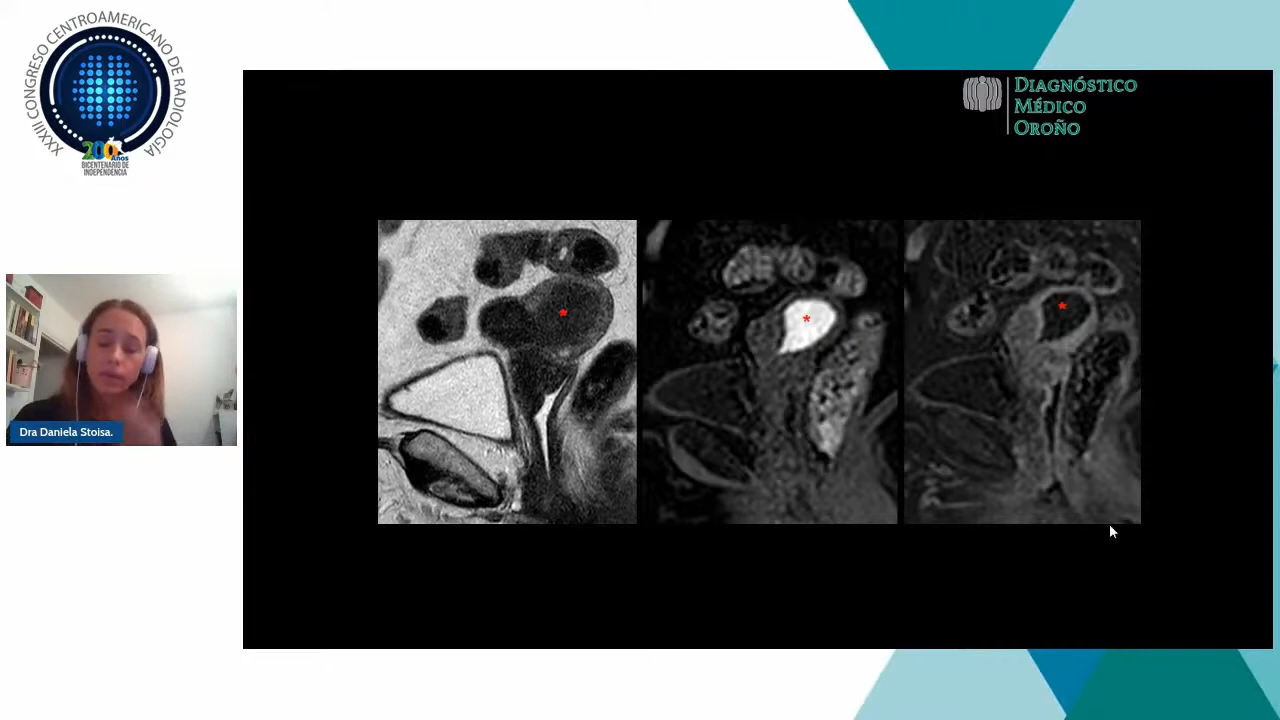 XXXIII CONGRESO CENTROAMERICANO DE RADIOLOGÍA
200
Años
BICENTENARIO DE
INDEPENDENCIA
DIAGNÓSTICO
MÉDICO
OROÑO
*
*
*
Dra Daniela Stoisa.